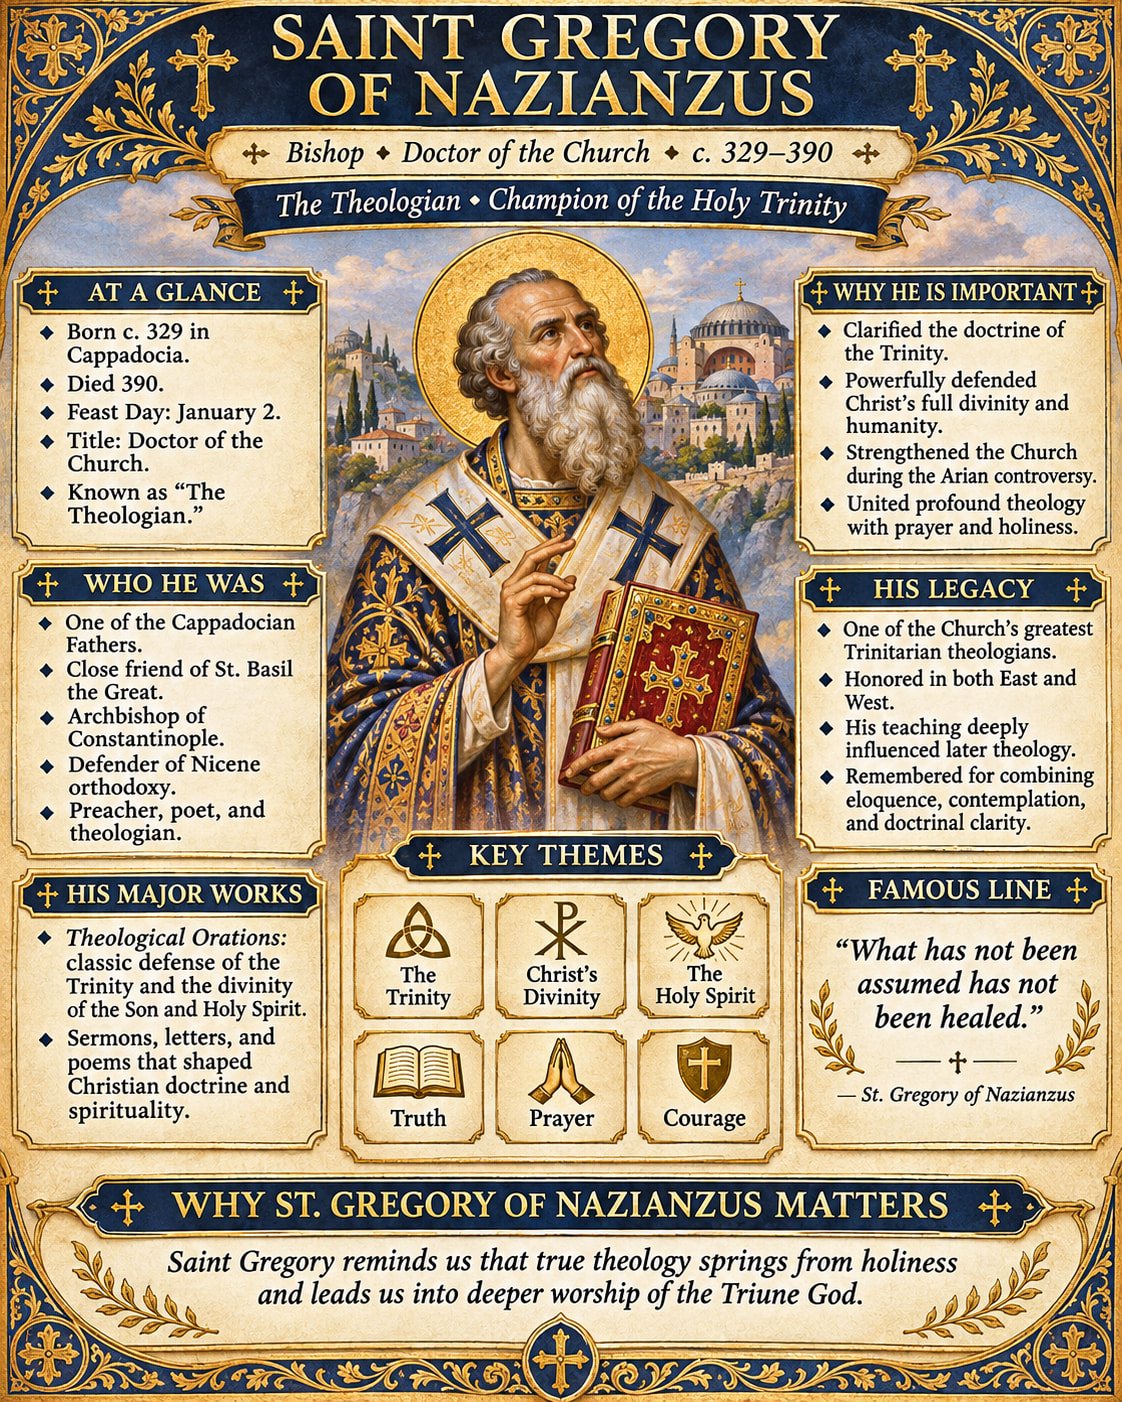 SAINT GREGORY
OF NAZIANZUS
Bishop ◆ Doctor of the Church ◆ c. 329–390
The Theologian • Champion of the Holy Trinity
AT A GLANCE
◆ Born c. 329 in
Cappadocia.
◆ Died 390.
◆ Feast Day: January 2.
◆ Title: Doctor of the
Church.
◆ Known as “The
Theologian.”
WHO HE WAS
◆ One of the Cappadocian
Fathers.
◆ Close friend of St. Basil
the Great.
◆ Archbishop of
Constantinople.
◆ Defender of Nicene
orthodoxy.
◆ Preacher, poet, and
theologian.
HIS MAJOR WORKS
◆ Theological Orations:
classic defense of the
Trinity and the divinity
of the Son and Holy Spirit.
◆ Sermons, letters, and
poems that shaped
Christian doctrine and
spirituality.
KEY THEMES
The
Trinity
Christ’s
Divinity
The
Holy Spirit
Truth
Prayer
Courage
WHY HE IS IMPORTANT
◆ Clarified the doctrine of
the Trinity.
◆ Powerfully defended
Christ’s full divinity and
humanity.
◆ Strengthened the Church
during the Arian controversy.
◆ United profound theology
with prayer and holiness.
HIS LEGACY
◆ One of the Church’s greatest
Trinitarian theologians.
◆ Honored in both East and
West.
◆ His teaching deeply
influenced later theology.
◆ Remembered for combining
eloquence, contemplation,
and doctrinal clarity.
FAMOUS LINE
“What has not been
assumed has not
been healed.”
— St. Gregory of Nazianzus
WHY ST. GREGORY OF NAZIANZUS MATTERS
Saint Gregory reminds us that true theology springs from holiness
and leads us into deeper worship of the Triune God.